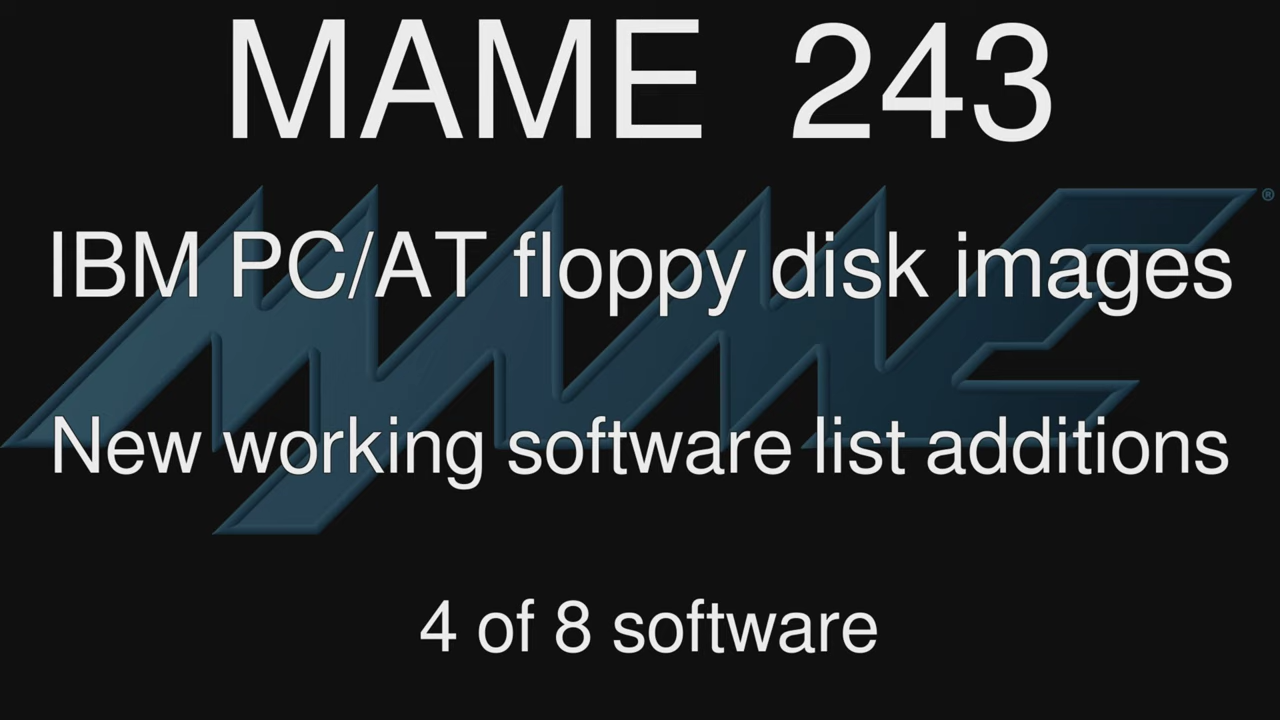 MAME 243
®
IBM PC/AT floppy disk images
New working software list additions
4 of 8 software